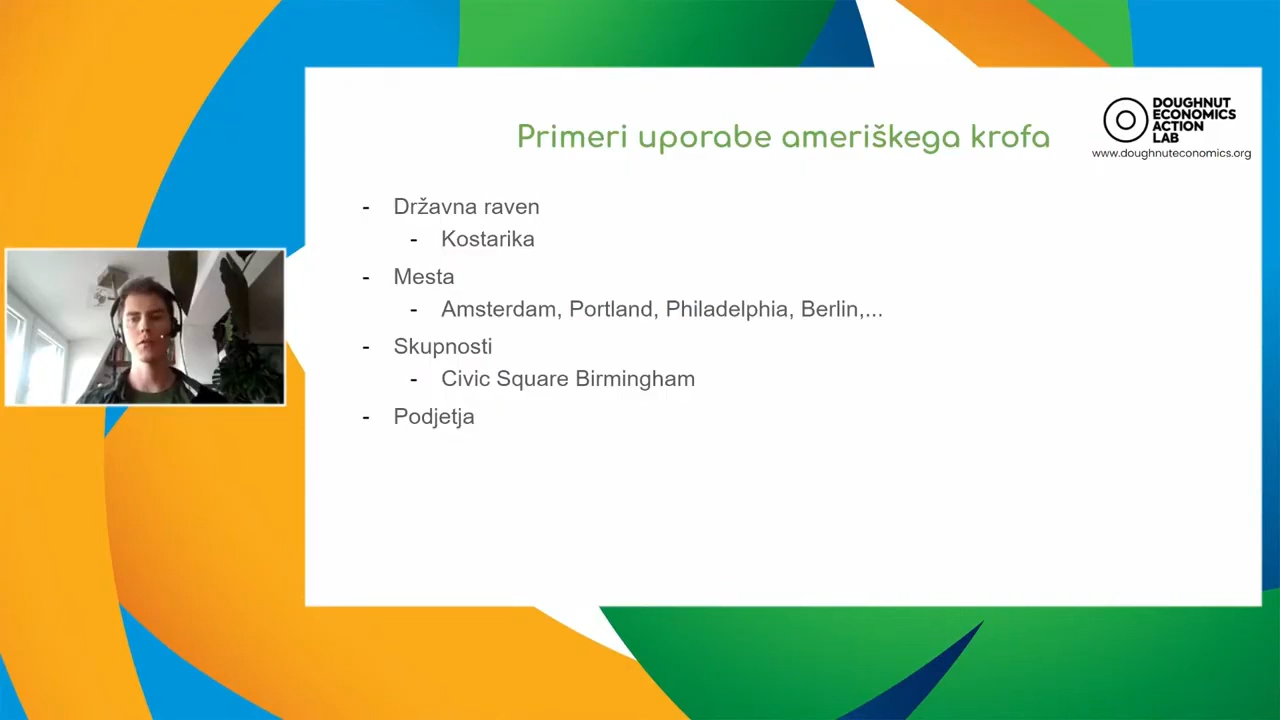 Primeri uporabe ameriškega krofa
DOUGHNUT
ECONOMICS
ACTION
LAB
www.doughnuteconomics.org
- Državna raven
- Kostarika
- Mesta
- Amsterdam, Portland, Philadelphia, Berlin,...
- Skupnosti
- Civic Square Birmingham
- Podjetja